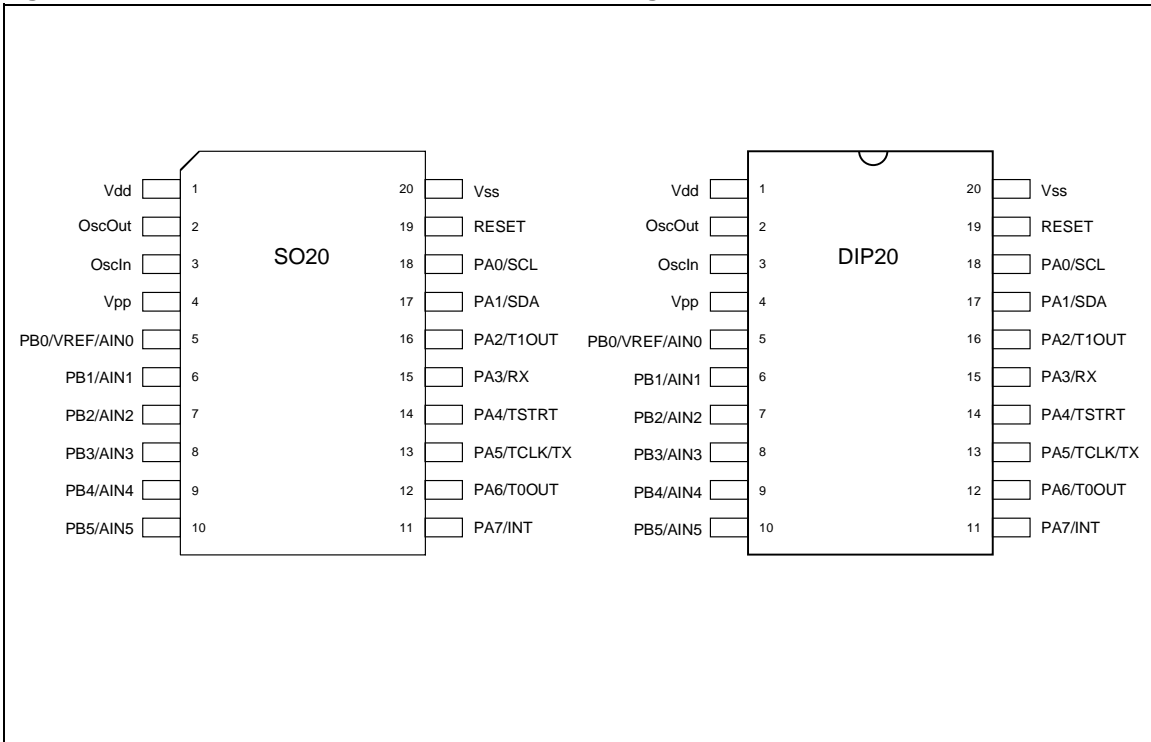 SO20
Vdd 1 20 Vss
OscOut 2 19 RESET
OscIn 3 18 PA0/SCL
Vpp 4 17 PA1/SDA
PB0/VREF/AIN0 5 16 PA2/T1OUT
PB1/AIN1 6 15 PA3/RX
PB2/AIN2 7 14 PA4/TSTRT
PB3/AIN3 8 13 PA5/TCLK/TX
PB4/AIN4 9 12 PA6/T0OUT
PB5/AIN5 10 11 PA7/INT
DIP20
Vdd 1 20 Vss
OscOut 2 19 RESET
OscIn 3 18 PA0/SCL
Vpp 4 17 PA1/SDA
PB0/VREF/AIN0 5 16 PA2/T1OUT
PB1/AIN1 6 15 PA3/RX
PB2/AIN2 7 14 PA4/TSTRT
PB3/AIN3 8 13 PA5/TCLK/TX
PB4/AIN4 9 12 PA6/T0OUT
PB5/AIN5 10 11 PA7/INT